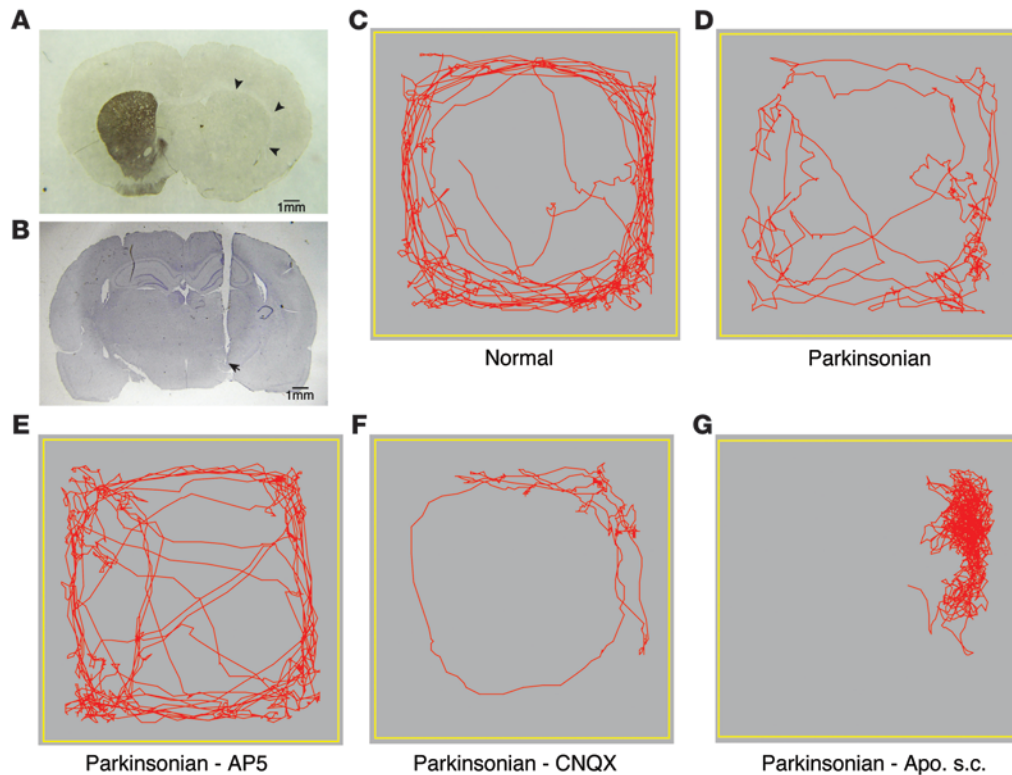 A
1mm
B
1mm
C
Normal
D
Parkinsonian
E
Parkinsonian - AP5
F
Parkinsonian - CNQX
G
Parkinsonian - Apo. s.c.